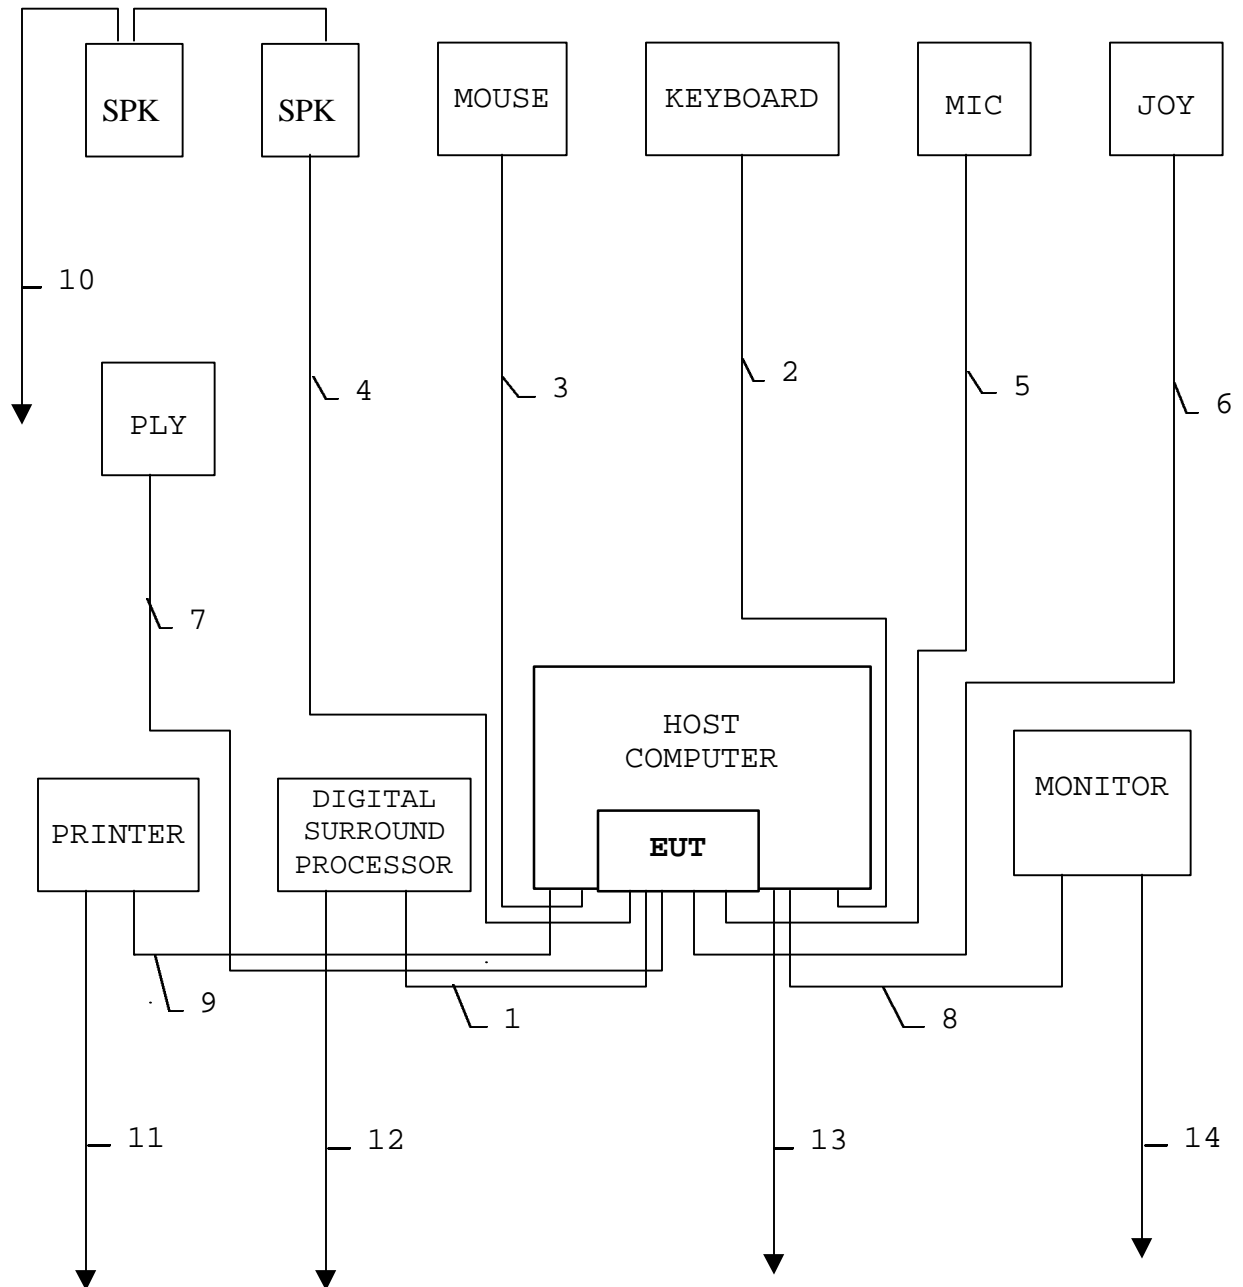 SPK
SPK
MOUSE
KEYBOARD
MIC
JOY
10
4
3
2
5
6
PLY
7
HOST
COMPUTER
EUT
MONITOR
PRINTER
DIGITAL
SURROUND
PROCESSOR
9
1
8
11
12
13
14